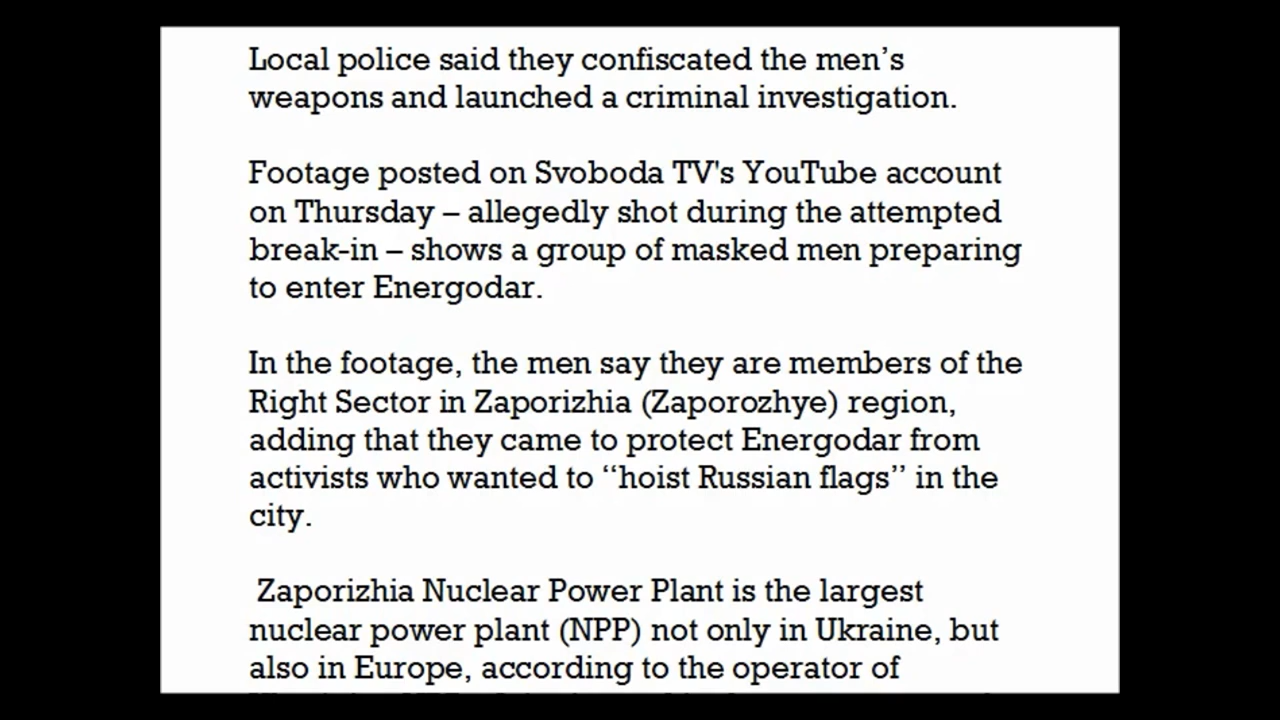 Local police said they confiscated the men’s
weapons and launched a criminal investigation.
Footage posted on Svoboda TV's YouTube account
on Thursday – allegedly shot during the attempted
break-in – shows a group of masked men preparing
to enter Energodar.
In the footage, the men say they are members of the
Right Sector in Zaporizhia (Zaporozhye) region,
adding that they came to protect Energodar from
activists who wanted to “hoist Russian flags” in the
city.
Zaporizhia Nuclear Power Plant is the largest
nuclear power plant (NPP) not only in Ukraine, but
also in Europe, according to the operator of